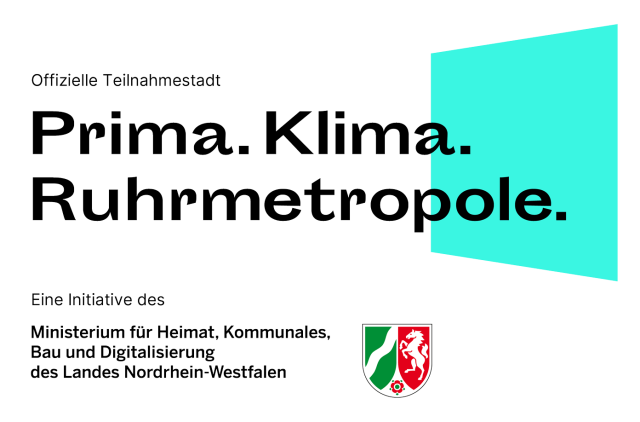 Offizielle Teilnahmestadt
Prima. Klima.
Ruhrmetropole.
Eine Initiative des
Ministerium für Heimat, Kommunales,
Bau und Digitalisierung
des Landes Nordrhein-Westfalen